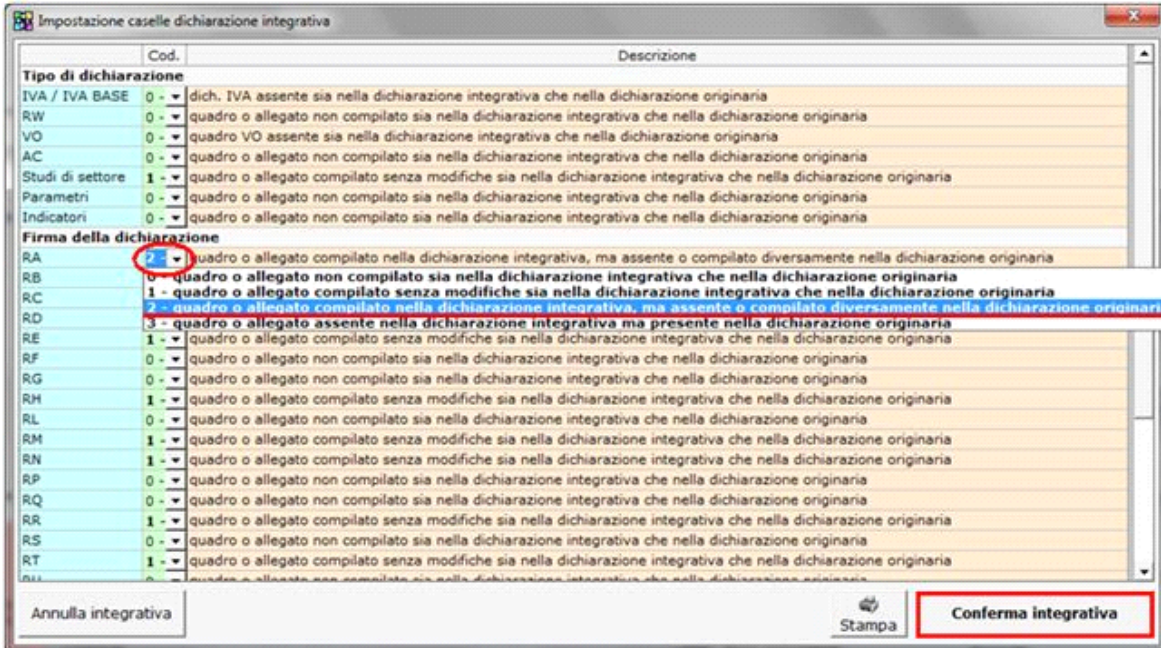 Impostazione caselle dichiarazione integrativa
Cod. Descrizione
Tipo di dichiarazione
IVA / IVA BASE 0 - dich. IVA assente sia nella dichiarazione integrativa che nella dichiarazione originaria
RW 0 - quadro o allegato non compilato sia nella dichiarazione integrativa che nella dichiarazione originaria
VO 0 - quadro VO assente sia nella dichiarazione integrativa che nella dichiarazione originaria
AC 0 - quadro o allegato non compilato sia nella dichiarazione integrativa che nella dichiarazione originaria
Studi di settore 1 - quadro o allegato compilato senza modifiche sia nella dichiarazione integrativa che nella dichiarazione originaria
Parametri 0 - quadro o allegato non compilato sia nella dichiarazione integrativa che nella dichiarazione originaria
Indicatori 0 - quadro o allegato non compilato sia nella dichiarazione integrativa che nella dichiarazione originaria
Firma della dichiarazione
RA 2 - quadro o allegato compilato nella dichiarazione integrativa, ma assente o compilato diversamente nella dichiarazione originaria
RB 0 - quadro o allegato non compilato sia nella dichiarazione integrativa che nella dichiarazione originaria
RC 1 - quadro o allegato compilato senza modifiche sia nella dichiarazione integrativa che nella dichiarazione originaria
2 - quadro o allegato compilato nella dichiarazione integrativa, ma assente o compilato diversamente nella dichiarazione originari
RD 3 - quadro o allegato assente nella dichiarazione integrativa ma presente nella dichiarazione originaria
RE 1 - quadro o allegato compilato senza modifiche sia nella dichiarazione integrativa che nella dichiarazione originaria
RF 0 - quadro o allegato non compilato sia nella dichiarazione integrativa che nella dichiarazione originaria
RG 0 - quadro o allegato non compilato sia nella dichiarazione integrativa che nella dichiarazione originaria
RH 1 - quadro o allegato compilato senza modifiche sia nella dichiarazione integrativa che nella dichiarazione originaria
RL 0 - quadro o allegato non compilato sia nella dichiarazione integrativa che nella dichiarazione originaria
RM 1 - quadro o allegato compilato senza modifiche sia nella dichiarazione integrativa che nella dichiarazione originaria
RN 1 - quadro o allegato compilato senza modifiche sia nella dichiarazione integrativa che nella dichiarazione originaria
RP 0 - quadro o allegato non compilato sia nella dichiarazione integrativa che nella dichiarazione originaria
RQ 0 - quadro o allegato non compilato sia nella dichiarazione integrativa che nella dichiarazione originaria
RR 1 - quadro o allegato compilato senza modifiche sia nella dichiarazione integrativa che nella dichiarazione originaria
RS 0 - quadro o allegato non compilato sia nella dichiarazione integrativa che nella dichiarazione originaria
RT 1 - quadro o allegato compilato senza modifiche sia nella dichiarazione integrativa che nella dichiarazione originaria
Annulla integrativa Stampa Conferma integrativa